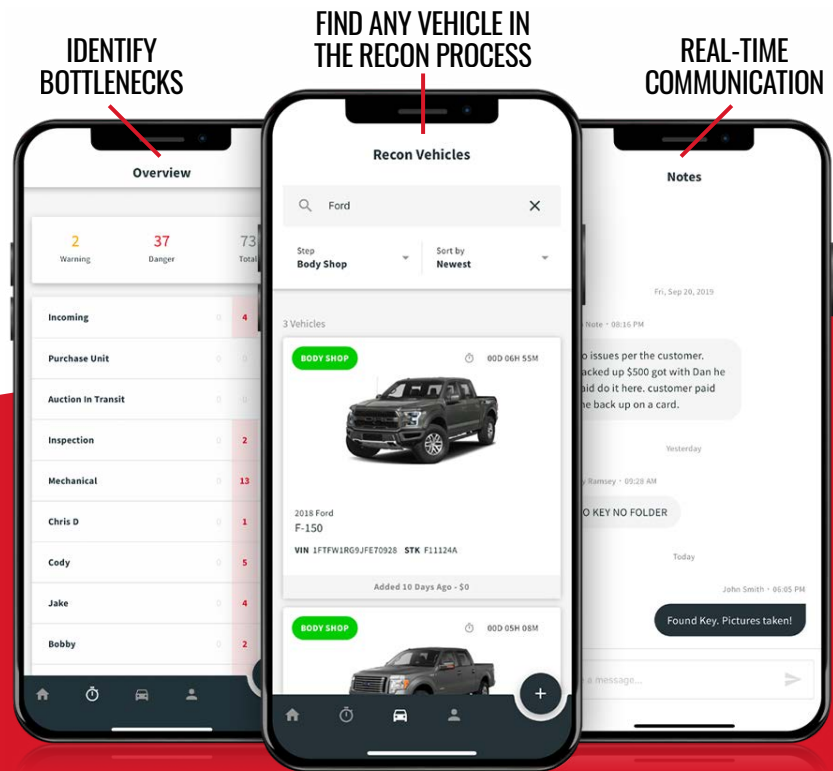 IDENTIFY
BOTTLENECKS
FIND ANY VEHICLE IN
THE RECON PROCESS
REAL-TIME
COMMUNICATION
Overview
2
Warning
37
Danger
73
Total
Incoming 0 4
Purchase Unit 0 0
Auction In Transit 0 0
Inspection 0 2
Mechanical 0 13
Chris D 0 1
Cody 0 5
Jake 0 4
Bobby 0 2
Recon Vehicles
Ford
Step
Body Shop
Sort by
Newest
3 Vehicles
BODY SHOP 00D 06H 55M
2018 Ford
F-150
VIN 1FTFW1RG9JFE70928 STK F11124A
Added 10 Days Ago - $0
BODY SHOP 00D 05H 08M
+
Notes
Fri, Sep 20, 2019
Note • 08:16 PM
o issues per the customer.
acked up $500 got with Dan he
aid do it here. customer paid
he back up on a card.
Yesterday
y Ramsey • 09:28 AM
O KEY NO FOLDER
Today
John Smith • 06:05 PM
Found Key. Pictures taken!
a message...